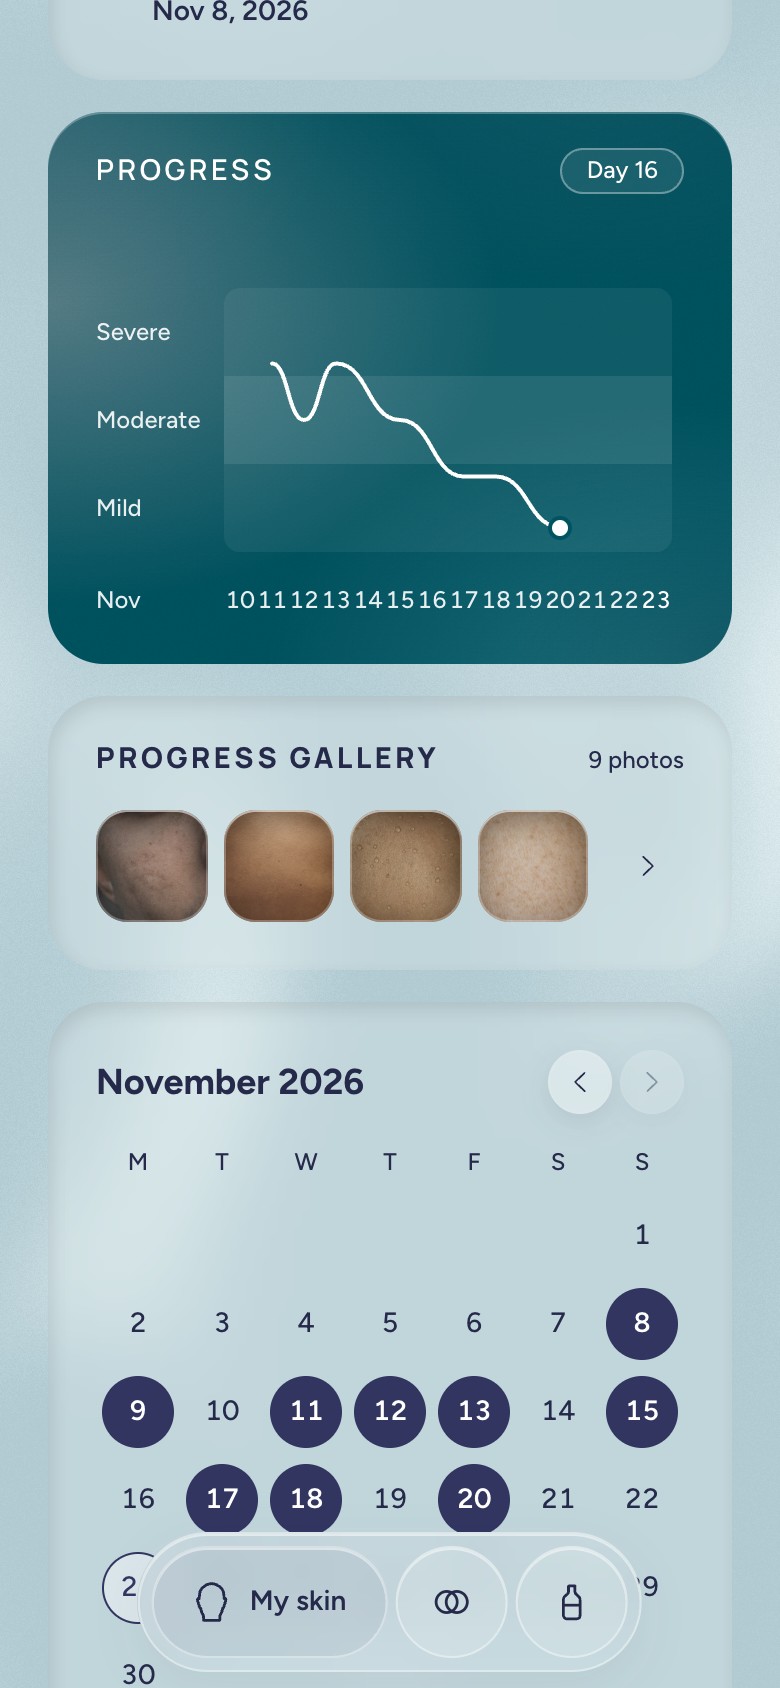 Nov 8, 2026
PROGRESS
Day 16
Severe
Moderate
Mild
Nov 10 11 12 13 14 15 16 17 18 19 20 21 22 23
PROGRESS GALLERY
9 photos
November 2026
M T W T F S S
1
2 3 4 5 6 7 8
9 10 11 12 13 14 15
16 17 18 19 20 21 22
My skin
30